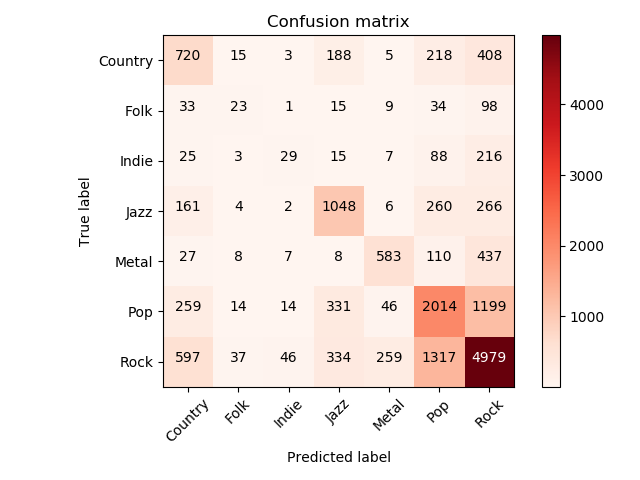 Confusion matrix
True label
Country 720 15 3 188 5 218 408
Folk 33 23 1 15 9 34 98
Indie 25 3 29 15 7 88 216
Jazz 161 4 2 1048 6 260 266
Metal 27 8 7 8 583 110 437
Pop 259 14 14 331 46 2014 1199
Rock 597 37 46 334 259 1317 4979
Country Folk Indie Jazz Metal Pop Rock
Predicted label
4000
3000
2000
1000